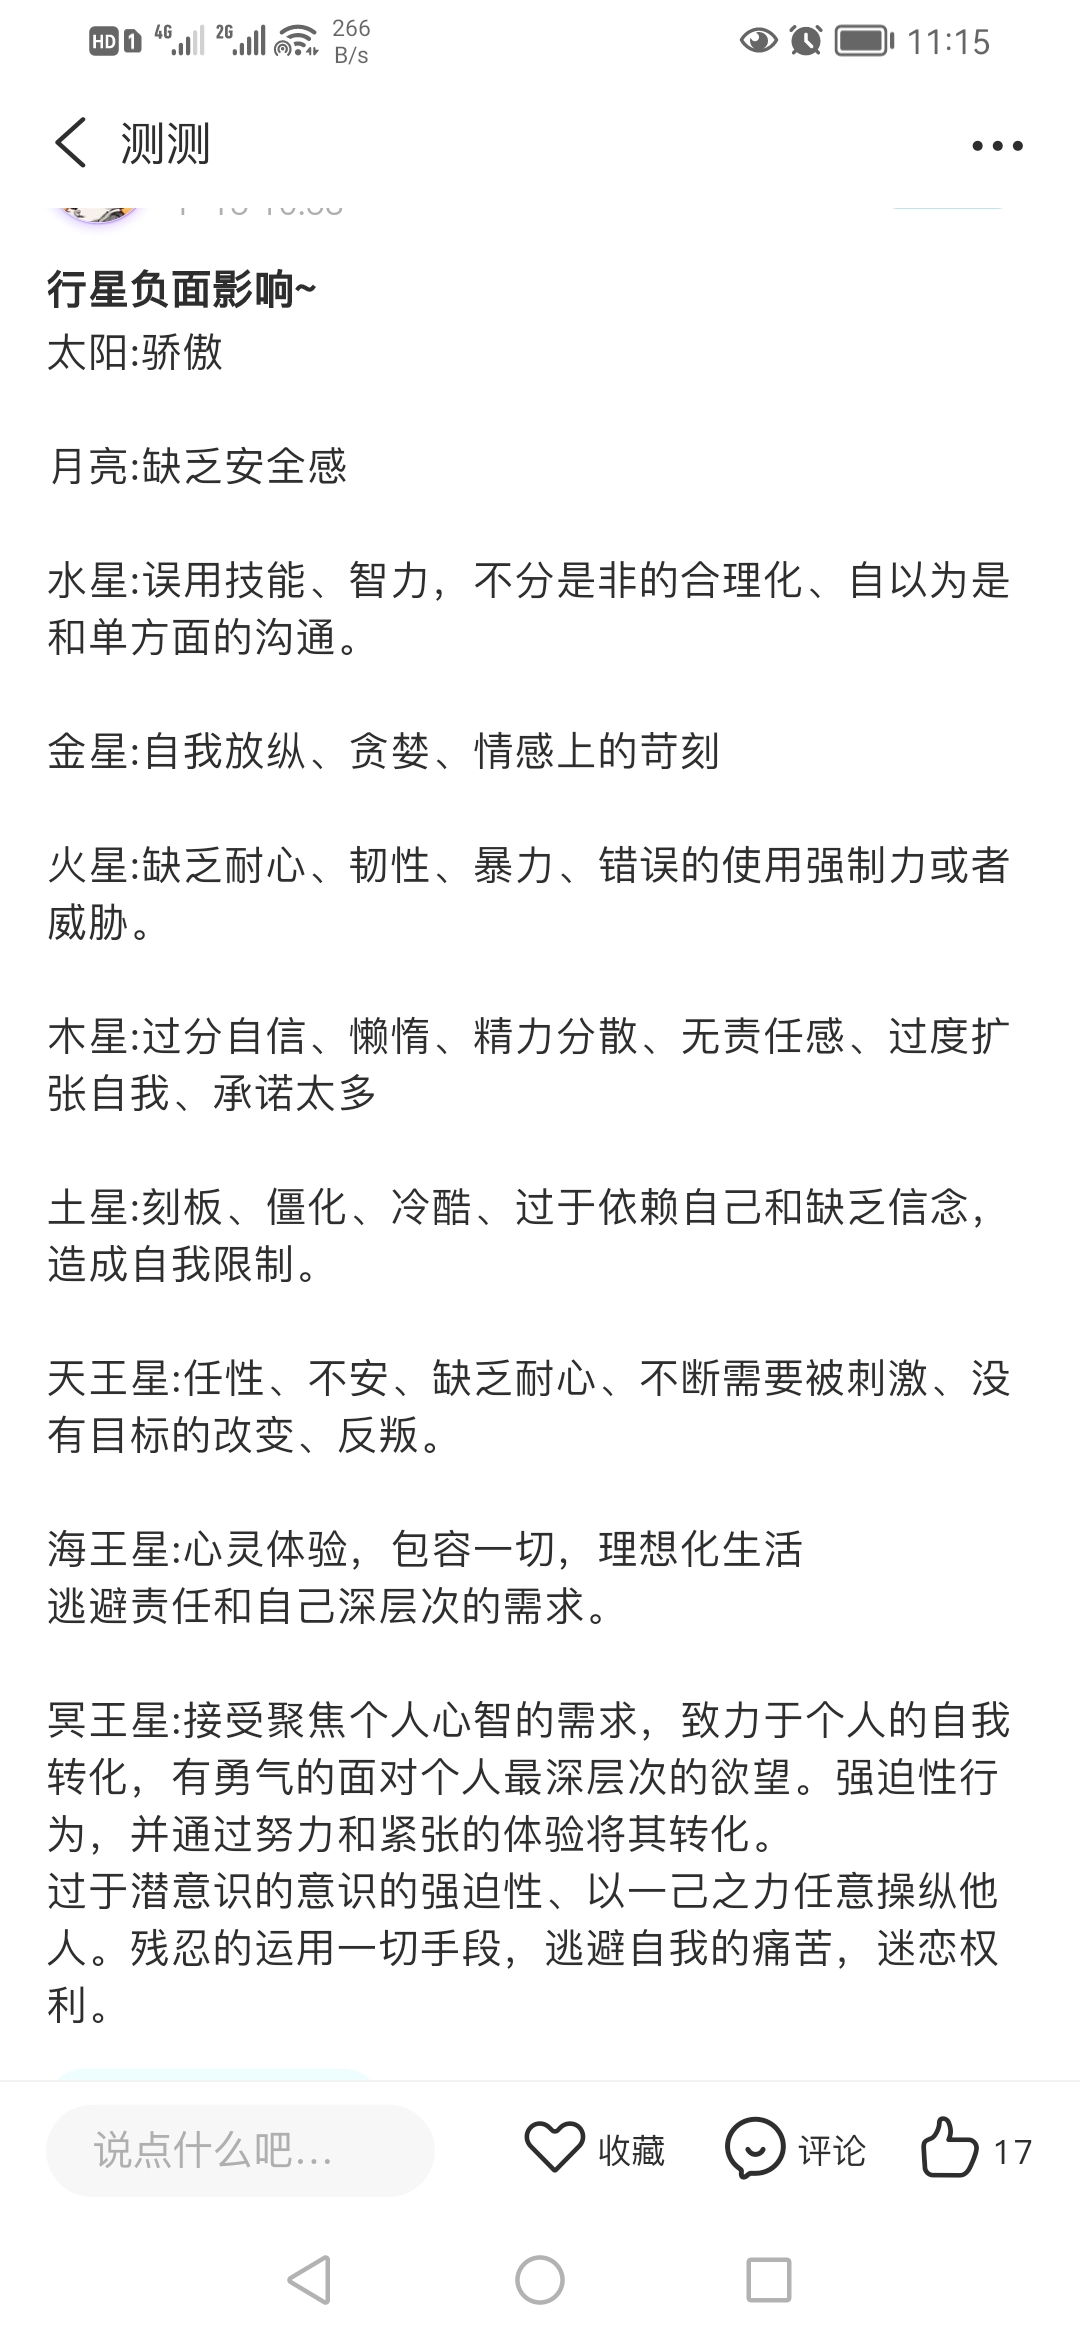 HD 1 4G 2G 266 B/s 11:15
测测
行星负面影响~
太阳:骄傲
月亮:缺乏安全感
水星:误用技能、智力，不分是非的合理化、自以为是
和单方面的沟通。
金星:自我放纵、贪婪、情感上的苛刻
火星:缺乏耐心、韧性、暴力、错误的使用强制力或者
威胁。
木星:过分自信、懒惰、精力分散、无责任感、过度扩
张自我、承诺太多
土星:刻板、僵化、冷酷、过于依赖自己和缺乏信念，
造成自我限制。
天王星:任性、不安、缺乏耐心、不断需要被刺激、没
有目标的改变、反叛。
海王星:心灵体验，包容一切，理想化生活
逃避责任和自己深层次的需求。
冥王星:接受聚焦个人心智的需求，致力于个人的自我
转化，有勇气的面对个人最深层次的欲望。强迫性行
为，并通过努力和紧张的体验将其转化。
过于潜意识的意识的强迫性、以一己之力任意操纵他
人。残忍的运用一切手段，逃避自我的痛苦，迷恋权
利。
说点什么吧... 收藏 评论 17